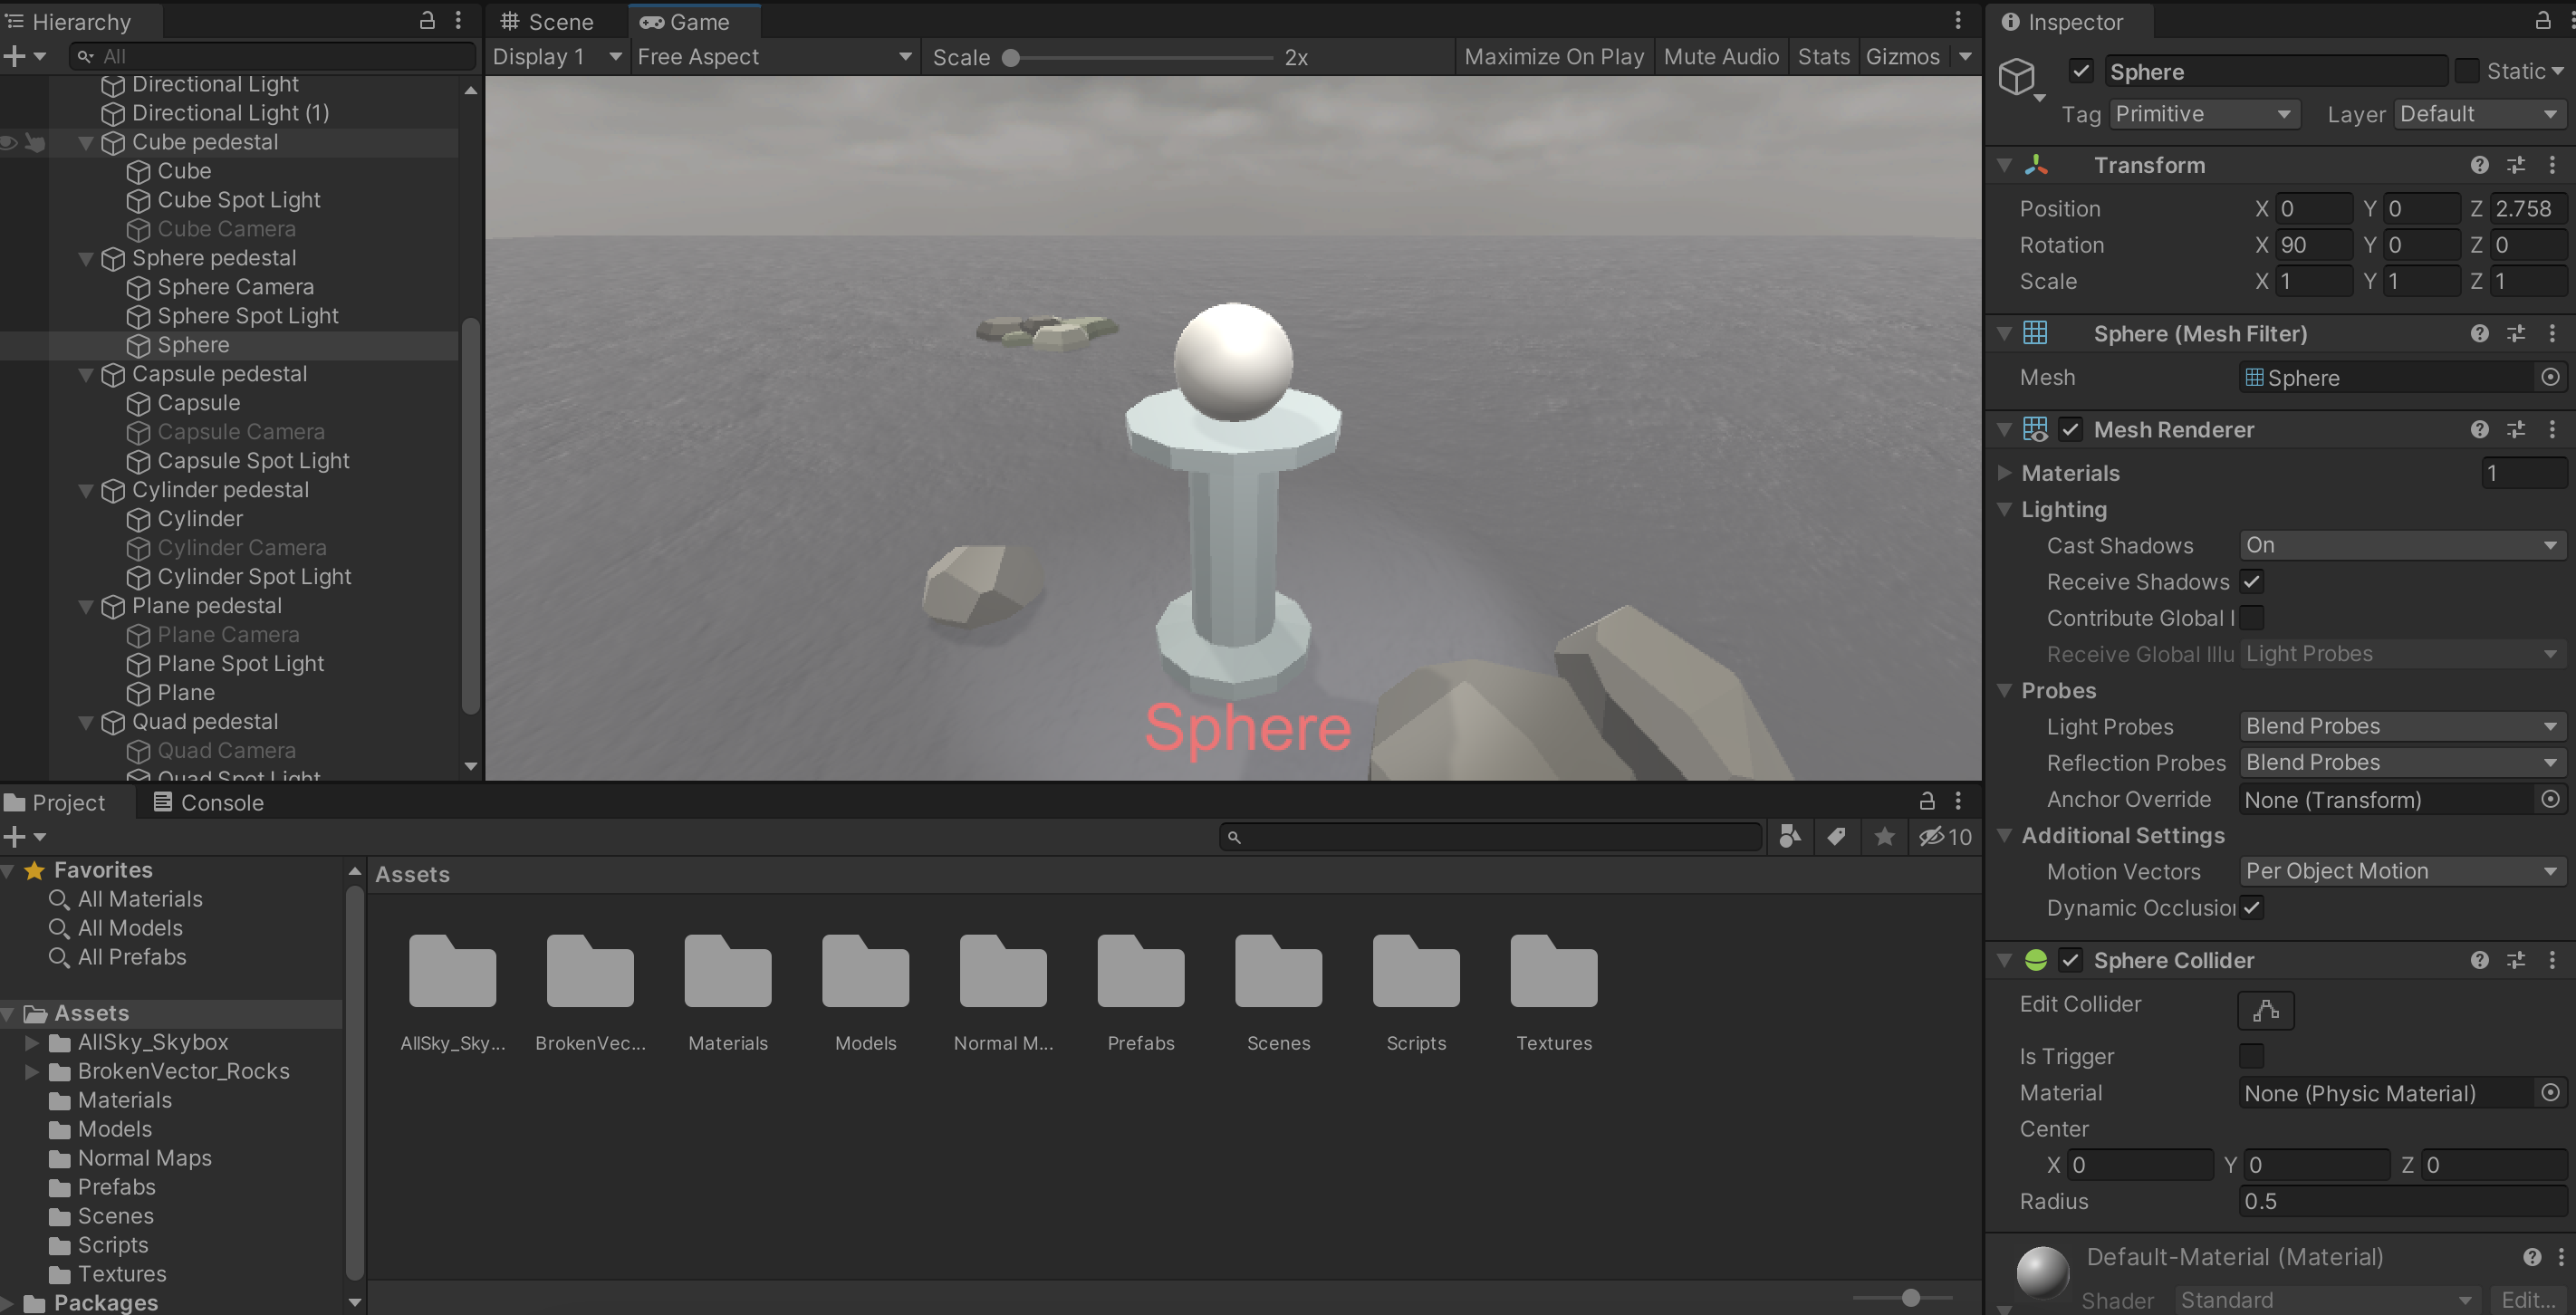 Hierarchy
All
Directional Light
Directional Light (1)
Cube pedestal
Cube
Cube Spot Light
Cube Camera
Sphere pedestal
Sphere Camera
Sphere Spot Light
Sphere
Capsule pedestal
Capsule
Capsule Camera
Capsule Spot Light
Cylinder pedestal
Cylinder
Cylinder Camera
Cylinder Spot Light
Plane pedestal
Plane Camera
Plane Spot Light
Plane
Quad pedestal
Quad Camera
Quad Spot Light
Scene Game
Display 1 Free Aspect Scale 2x Maximize On Play Mute Audio Stats Gizmos
Sphere
Project Console
10
Favorites
All Materials
All Models
All Prefabs
Assets
AllSky_Skybox
BrokenVector_Rocks
Materials
Models
Normal Maps
Prefabs
Scenes
Scripts
Textures
Packages
Assets
AllSky_Sky... BrokenVec... Materials Models Normal M... Prefabs Scenes Scripts Textures
Inspector
Sphere Static
Tag Primitive Layer Default
Transform
Position X 0 Y 0 Z 2.758
Rotation X 90 Y 0 Z 0
Scale X 1 Y 1 Z 1
Sphere (Mesh Filter)
Mesh Sphere
Mesh Renderer
Materials 1
Lighting
Cast Shadows On
Receive Shadows
Contribute Global I
Receive Global Illu Light Probes
Probes
Light Probes Blend Probes
Reflection Probes Blend Probes
Anchor Override None (Transform)
Additional Settings
Motion Vectors Per Object Motion
Dynamic Occlusion
Sphere Collider
Edit Collider
Is Trigger
Material None (Physic Material)
Center
X 0 Y 0 Z 0
Radius 0.5
Default-Material (Material)
Shader Standard Edit...